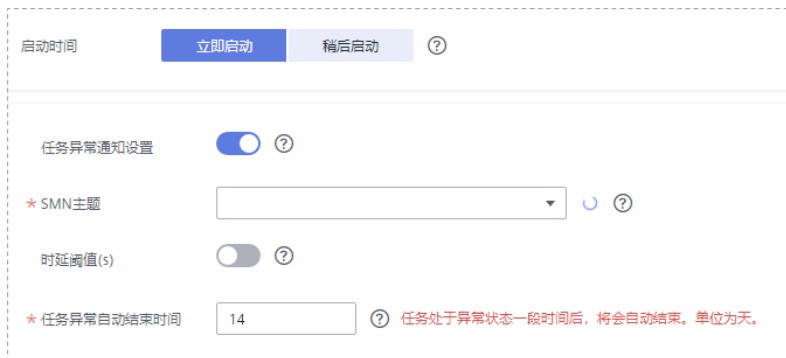 启动时间 立即启动 稍后启动 ?
任务异常通知设置 ?
* SMN主题 ?
时延阈值(s) ?
* 任务异常自动结束时间 14 ? 任务处于异常状态一段时间后，将会自动结束。单位为天。